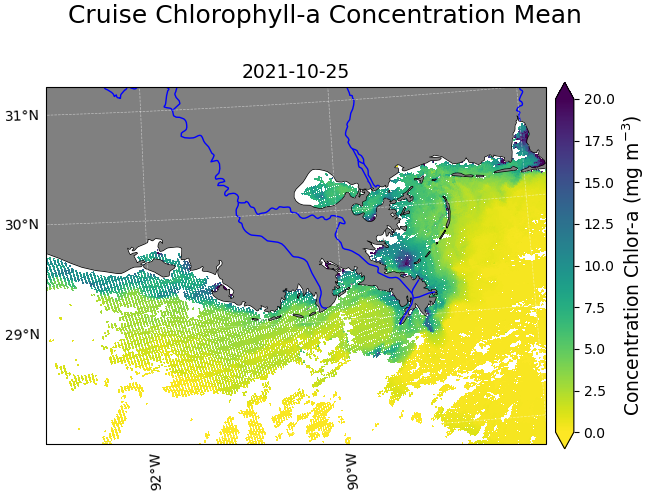 Cruise Chlorophyll-a Concentration Mean
2021-10-25
31°N
30°N
29°N
92°W
90°W
20.0
17.5
15.0
12.5
10.0
7.5
5.0
2.5
0.0
Concentration Chlor-a (mg m⁻³)